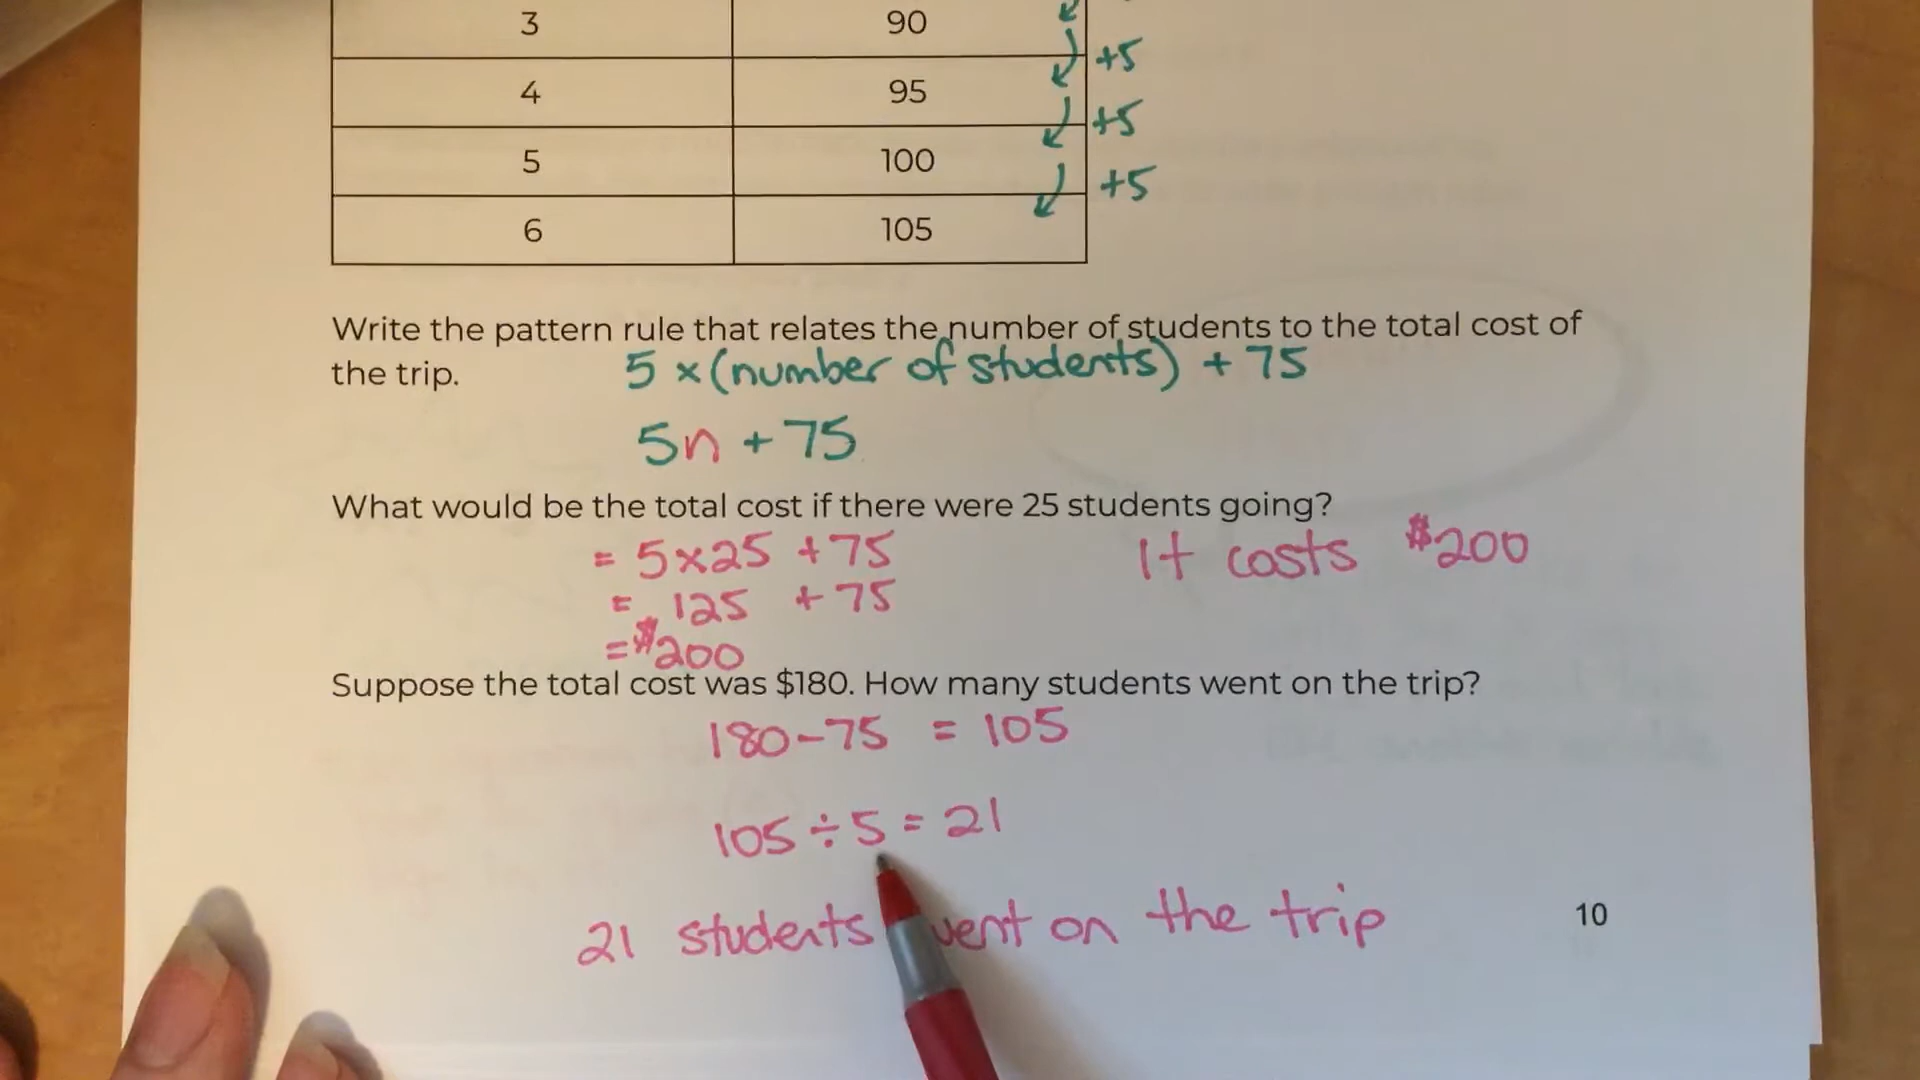 3 90
+5
4 95
+5
5 100
+5
6 105
Write the pattern rule that relates the number of students to the total cost of
the trip. 5 × (number of students) + 75
5n + 75
What would be the total cost if there were 25 students going?
= 5×25 + 75 It costs $200
= 125 + 75
= $200
Suppose the total cost was $180. How many students went on the trip?
180 - 75 = 105
105 ÷ 5 = 21
21 students went on the trip
10